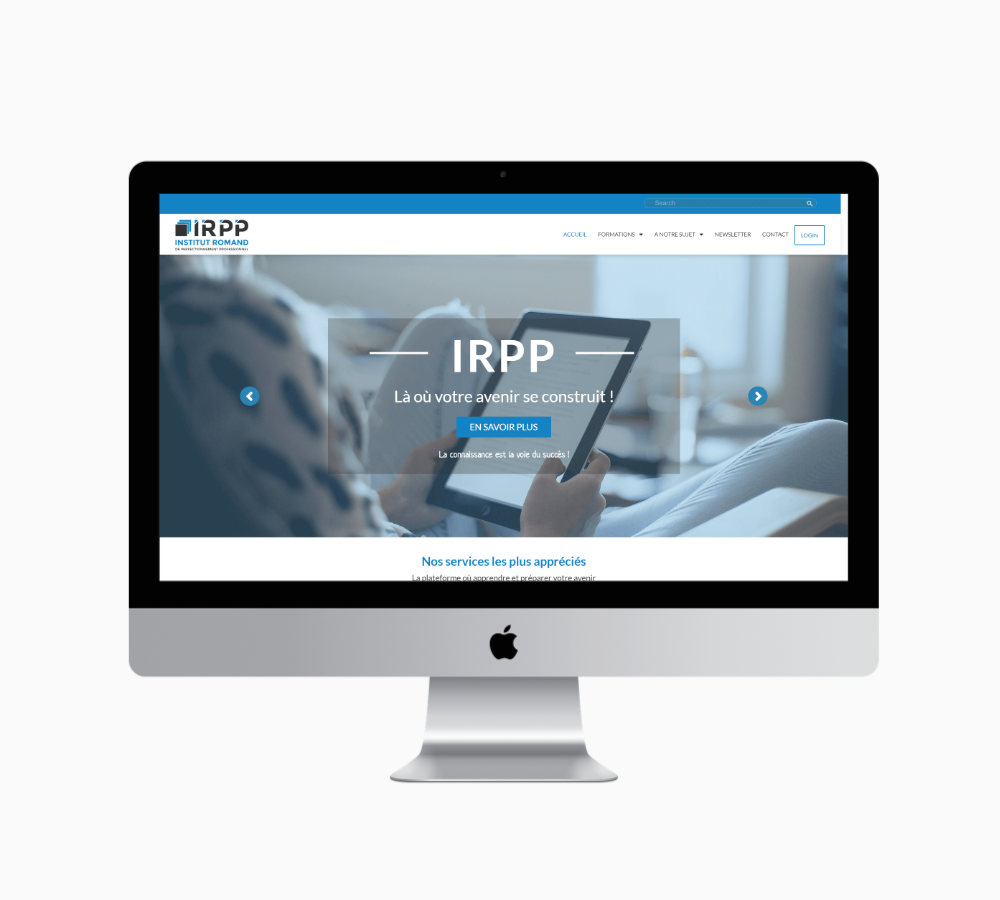 Search
IRPP
INSTITUT ROMAND
DE PERFECTIONNEMENT PROFESSIONNEL
ACCUEIL FORMATIONS A NOTRE SUJET NEWSLETTER CONTACT LOGIN
IRPP
Là où votre avenir se construit !
EN SAVOIR PLUS
La connaissance est la voie du succès !
Nos services les plus appréciés
La plateforme où apprendre et préparer votre avenir